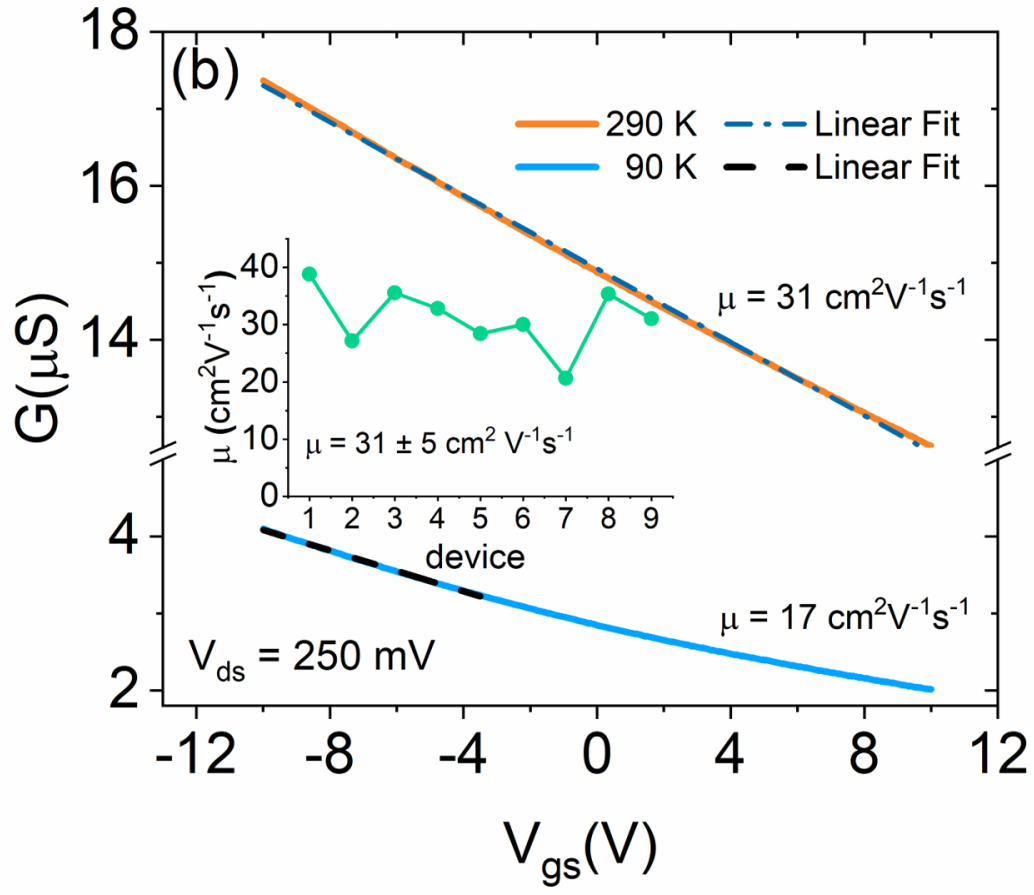 (b)
G(μS)
18
16
14
4
2
290 K Linear Fit
90 K Linear Fit
μ = 31 cm²V⁻¹s⁻¹
μ (cm²V⁻¹s⁻¹)
40
30
20
10
0
μ = 31 ± 5 cm² V⁻¹s⁻¹
1 2 3 4 5 6 7 8 9
device
μ = 17 cm²V⁻¹s⁻¹
V_ds = 250 mV
-12 -8 -4 0 4 8 12
V_gs(V)